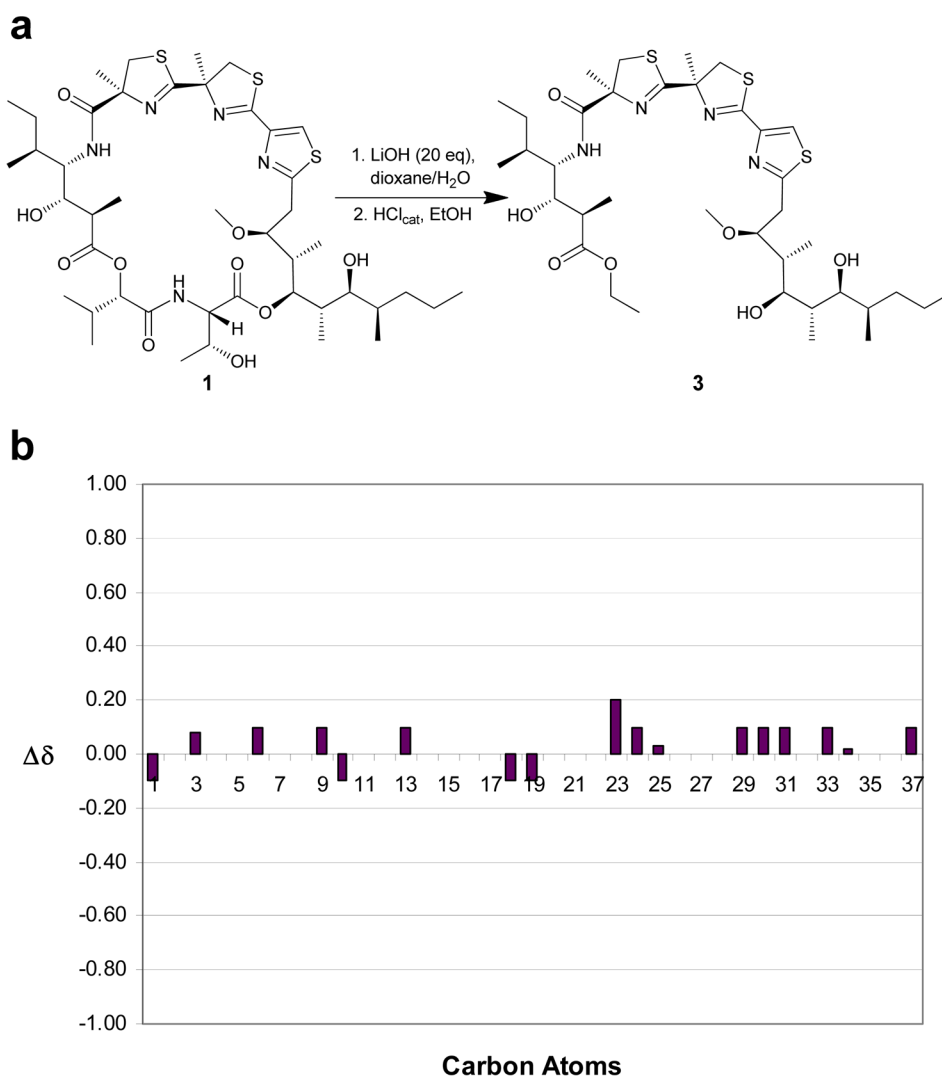 a
S
S
N
N
O
NH
N
S
HO
O
O
O
O
H
N
O
O
OH
H
OH
1
1. LiOH (20 eq),
dioxane/H2O
2. HClcat, EtOH
S
S
N
N
O
NH
N
S
HO
O
O
O
OH
HO
3
b
1.00
0.80
0.60
0.40
0.20
0.00
-0.20
-0.40
-0.60
-0.80
-1.00
Δδ
1 3 5 7 9 11 13 15 17 19 21 23 25 27 29 31 33 35 37
Carbon Atoms